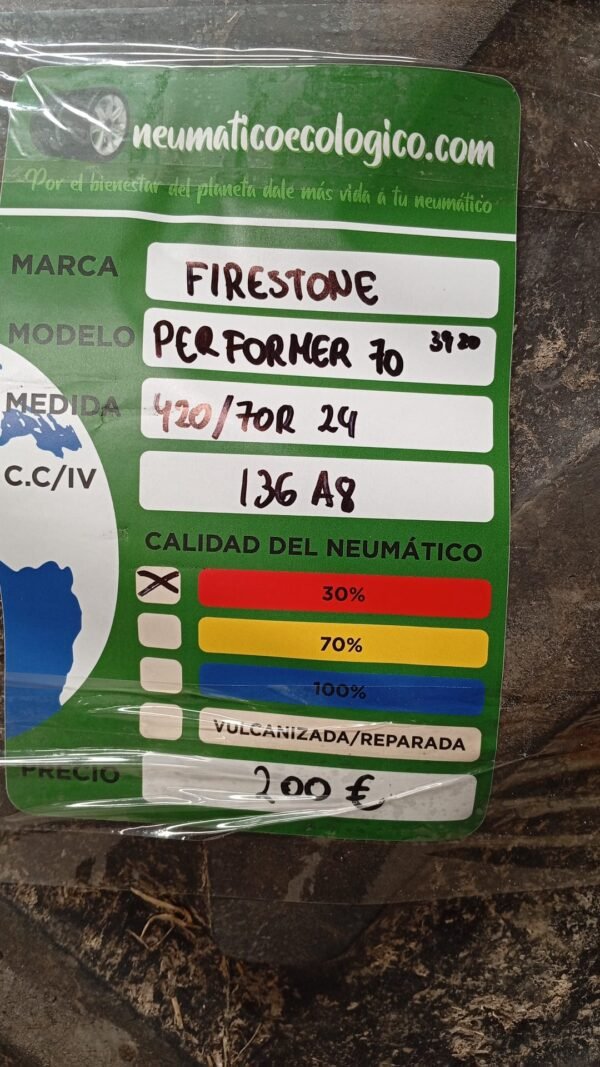 neumaticoecologico.com
Por el bienestar del planeta dale más vida á tu neumático
MARCA FIRESTONE
MODELO PERFORMER 70 3920
MEDIDA 420/70R 24
C.C/IV 136 A8
CALIDAD DEL NEUMÁTICO
30%
70%
100%
VULCANIZADA/REPARADA
PRECIO 200 €